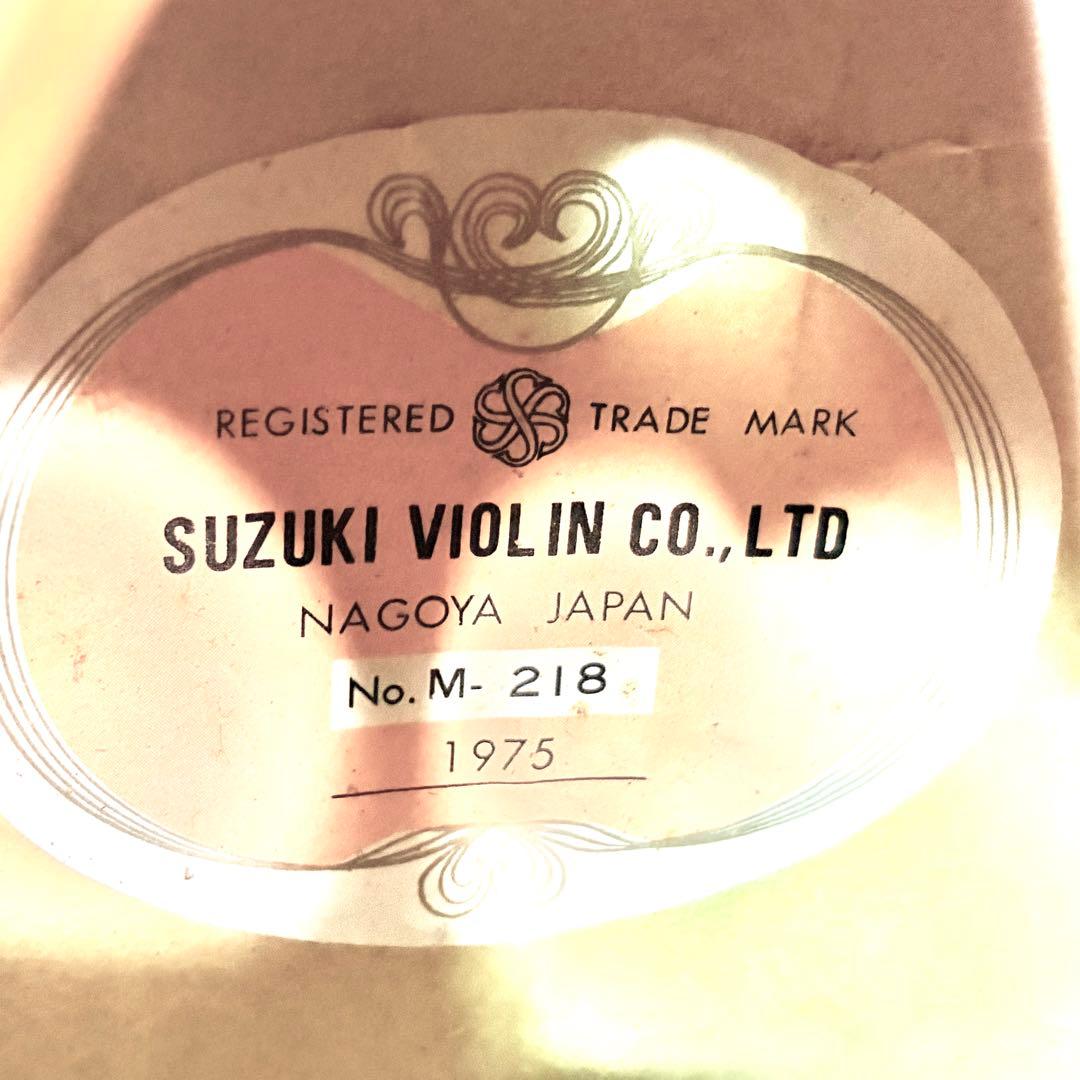 REGISTERED TRADE MARK
SUZUKI VIOLIN CO., LTD
NAGOYA JAPAN
No. M- 218
1975